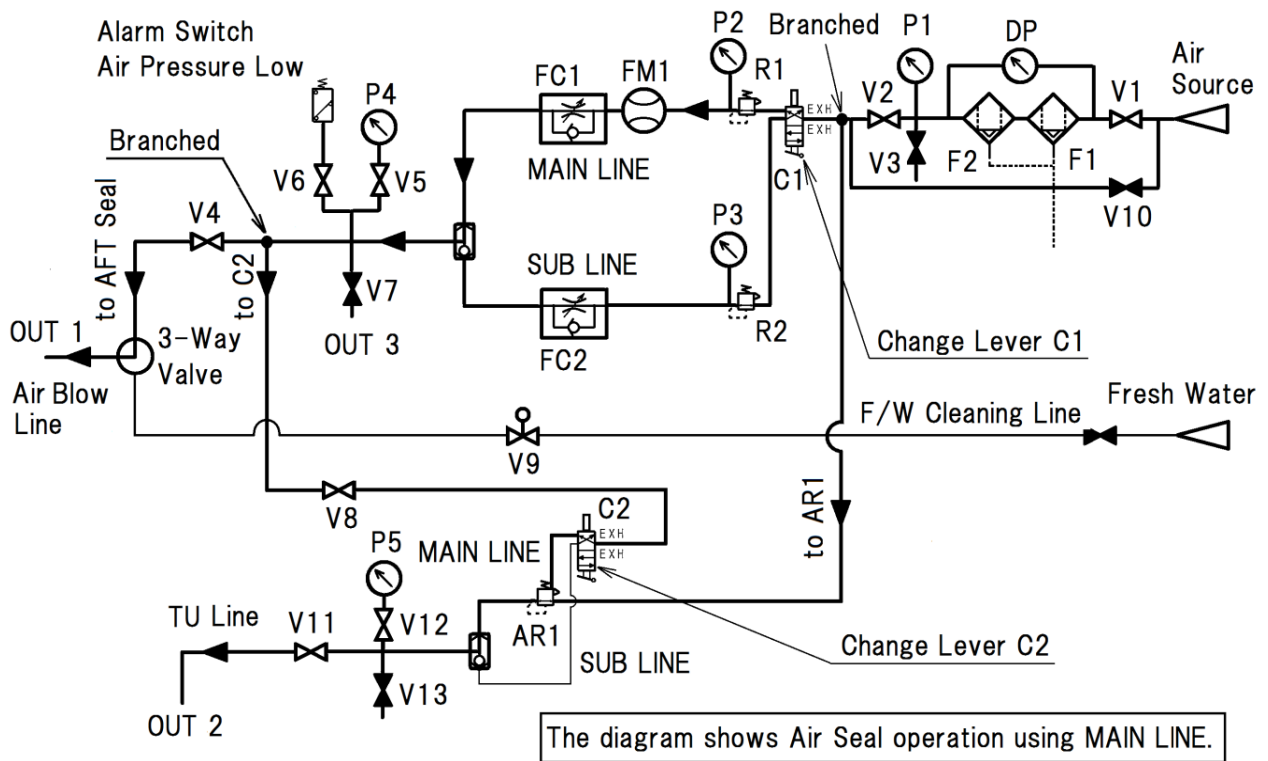 Alarm Switch
Air Pressure Low
P2
Branched
P1
DP
Air
Source
R1
FC1
FM1
P4
V2
V1
EXH
EXH
Branched
MAIN LINE
V3
F2
F1
C1
V6
V5
V10
V4
P3
to AFT Seal
to C2
SUB LINE
V7
OUT 1
3-Way
Valve
OUT 3
FC2
R2
Change Lever C1
Air Blow
Line
F/W Cleaning Line
Fresh Water
V9
to AR1
V8
C2
EXH
EXH
P5
MAIN LINE
TU Line
V11
V12
AR1
Change Lever C2
SUB LINE
V13
OUT 2
The diagram shows Air Seal operation using MAIN LINE.